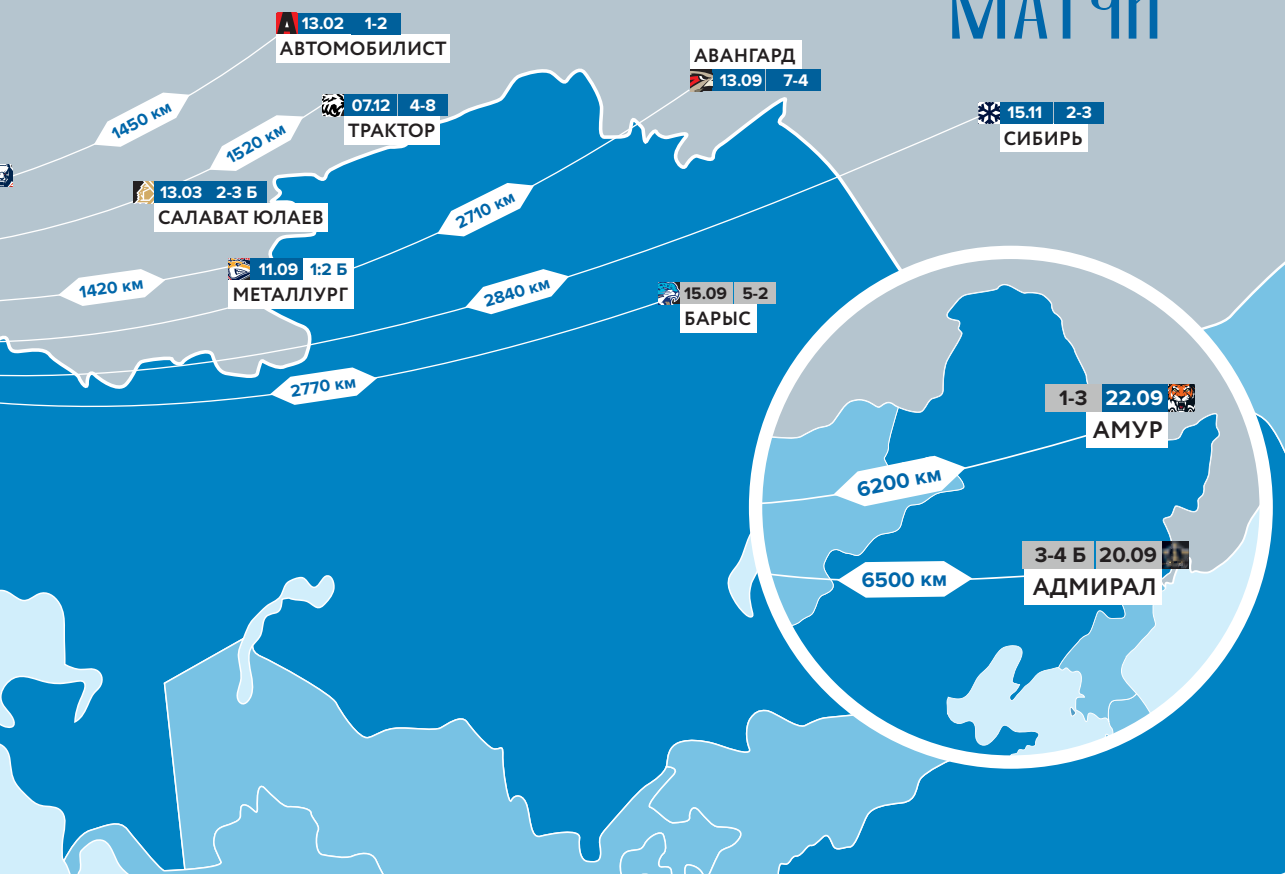 МАТЧИ
13.02 1-2
АВТОМОБИЛИСТ
1450 км
АВАНГАРД
13.09 7-4
07.12 4-8
ТРАКТОР
1520 км
15.11 2-3
СИБИРЬ
13.03 2-3 Б
САЛАВАТ ЮЛАЕВ
2710 км
11.09 1:2 Б
МЕТАЛЛУРГ
1420 км
2840 км
15.09 5-2
БАРЫС
2770 км
1-3 22.09
АМУР
6200 км
3-4 Б 20.09
АДМИРАЛ
6500 км